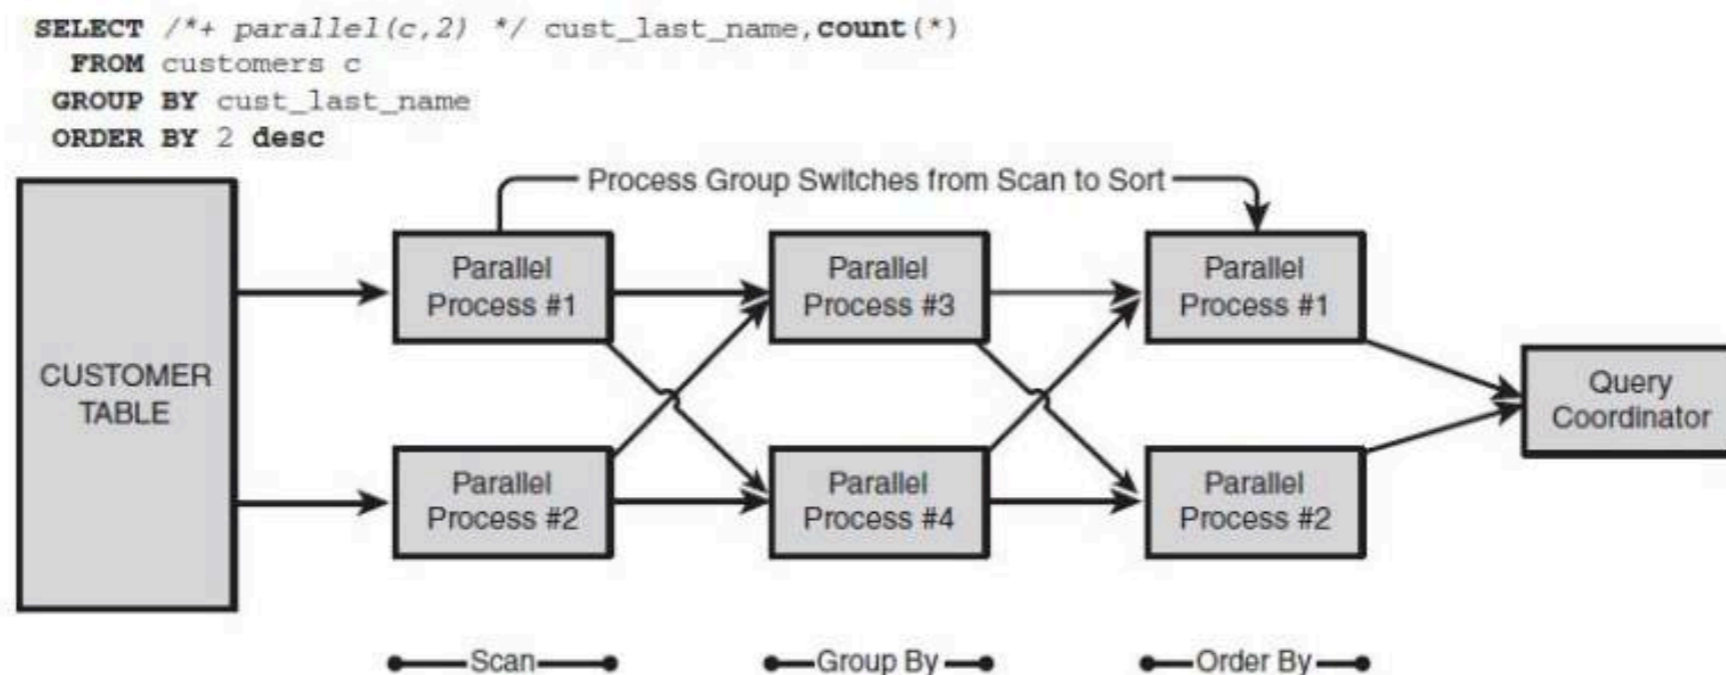 SELECT /*+ parallel(c,2) */ cust_last_name,count(*)
FROM customers c
GROUP BY cust_last_name
ORDER BY 2 desc
Process Group Switches from Scan to Sort
CUSTOMER
TABLE
Parallel
Process #1
Parallel
Process #3
Parallel
Process #1
Parallel
Process #2
Parallel
Process #4
Parallel
Process #2
Query
Coordinator
Scan
Group By
Order By